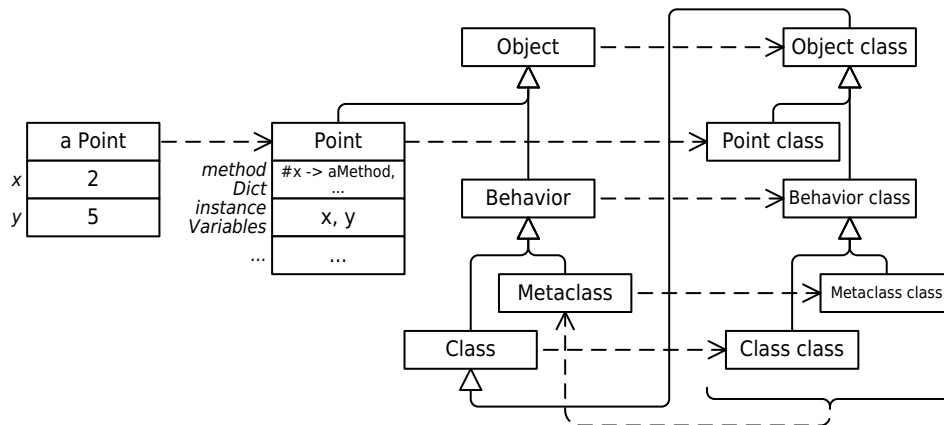 Object
Object class
a Point
Point
Point class
x
2
method
Dict
#x -> aMethod,
...
y
5
instance
Variables
x, y
Behavior
Behavior class
...
...
Metaclass
Metaclass class
Class
Class class